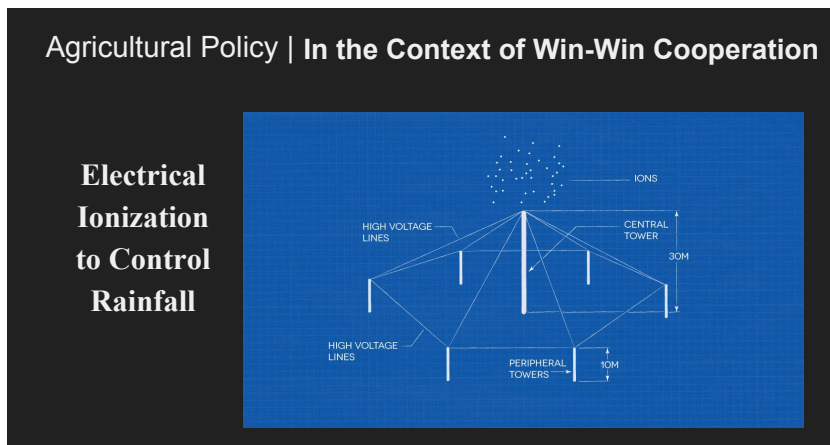 Agricultural Policy | In the Context of Win-Win Cooperation
Electrical
Ionization
to Control
Rainfall
IONS
HIGH VOLTAGE
LINES
CENTRAL
TOWER
30M
HIGH VOLTAGE
LINES
PERIPHERAL
TOWERS
10M